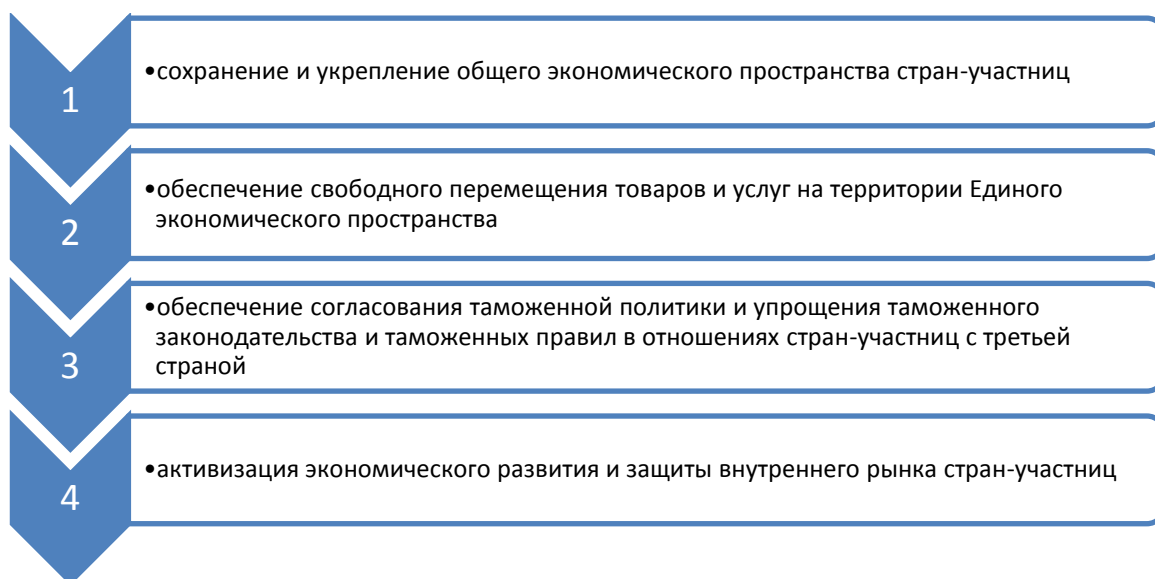 1
•сохранение и укрепление общего экономического пространства стран-участниц
2
•обеспечение свободного перемещения товаров и услуг на территории Единого
экономического пространства
3
•обеспечение согласования таможенной политики и упрощения таможенного
законодательства и таможенных правил в отношениях стран-участниц с третьей
страной
4
•активизация экономического развития и защиты внутреннего рынка стран-участниц